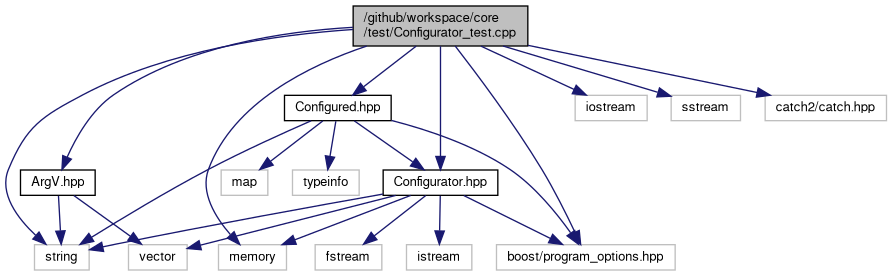 /github/workspace/core
/test/Configurator_test.cpp
Configured.hpp
iostream
sstream
catch2/catch.hpp
ArgV.hpp
map
typeinfo
Configurator.hpp
string
vector
memory
fstream
istream
boost/program_options.hpp